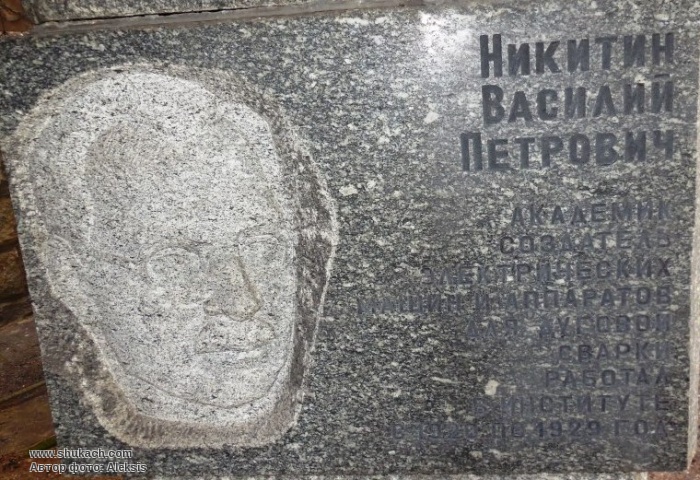 Никитин
Василий
Петрович
академик
создатель
электрических
машин и аппаратов
для дуговой
сварки
работал
в институте
по 1929 год
www.shukach.com
Автор фото: Aleksis